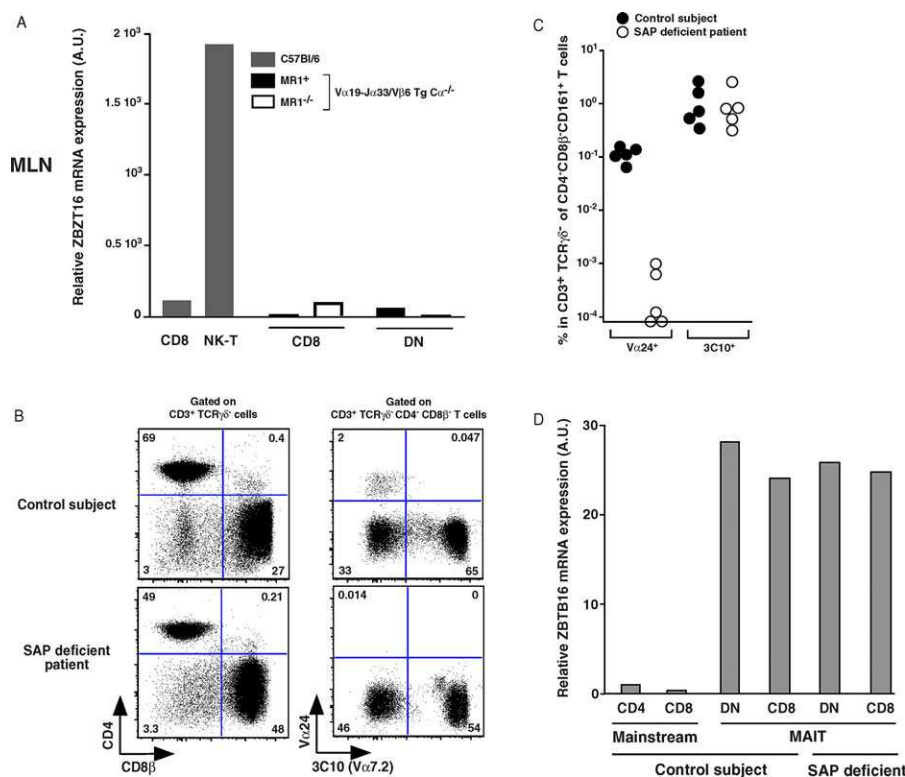 A
MLN
Relative ZBZT16 mRNA expression (A.U.)
2 10³
1.5 10³
10³
0.5 10³
0
C57Bl/6
MR1⁺
MR1⁻/⁻
Vα19-Jα33/Vβ6 Tg Cα⁻/⁻
CD8
NK-T
CD8
DN
C
Control subject
SAP deficient patient
% in CD3⁺ TCRγδ⁻ of CD4⁻CD8β⁻CD161⁺ T cells
10¹
10⁰
10⁻¹
10⁻²
10⁻³
10⁻⁴
Vα24⁺
3C10⁺
B
Gated on
CD3⁺ TCRγδ⁻ cells
Gated on
CD3⁺ TCRγδ⁻ CD4⁻ CD8β⁻ T cells
Control subject
69
0.4
3
27
2
0.047
33
65
SAP deficient
patient
49
0.21
3.3
48
0.014
0
46
54
CD4
CD8β
Vα24
3C10 (Vα7.2)
D
Relative ZBTB16 mRNA expression (A.U.)
30
20
10
0
CD4
CD8
DN
CD8
DN
CD8
Mainstream
MAIT
Control subject
SAP deficient